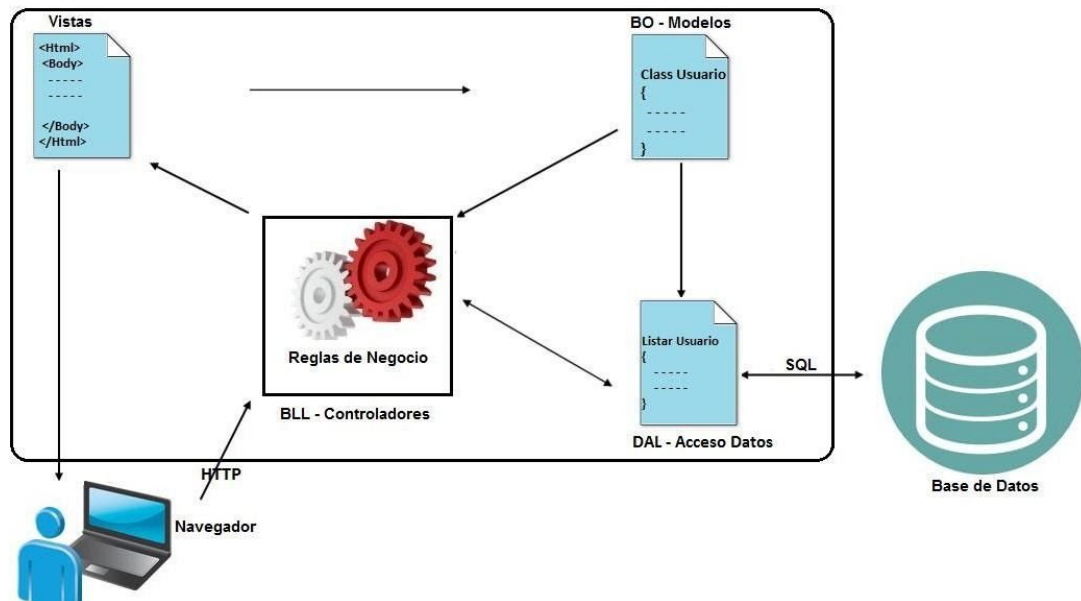 Vistas
<Html>
<Body>
- - - - -
- - - - -
</Body>
</Html>
BO - Modelos
Class Usuario
{
- - - - -
- - - - -
}
Reglas de Negocio
BLL - Controladores
Listar Usuario
{
- - - - -
- - - - -
}
DAL - Acceso Datos
SQL
Base de Datos
HTTP
Navegador